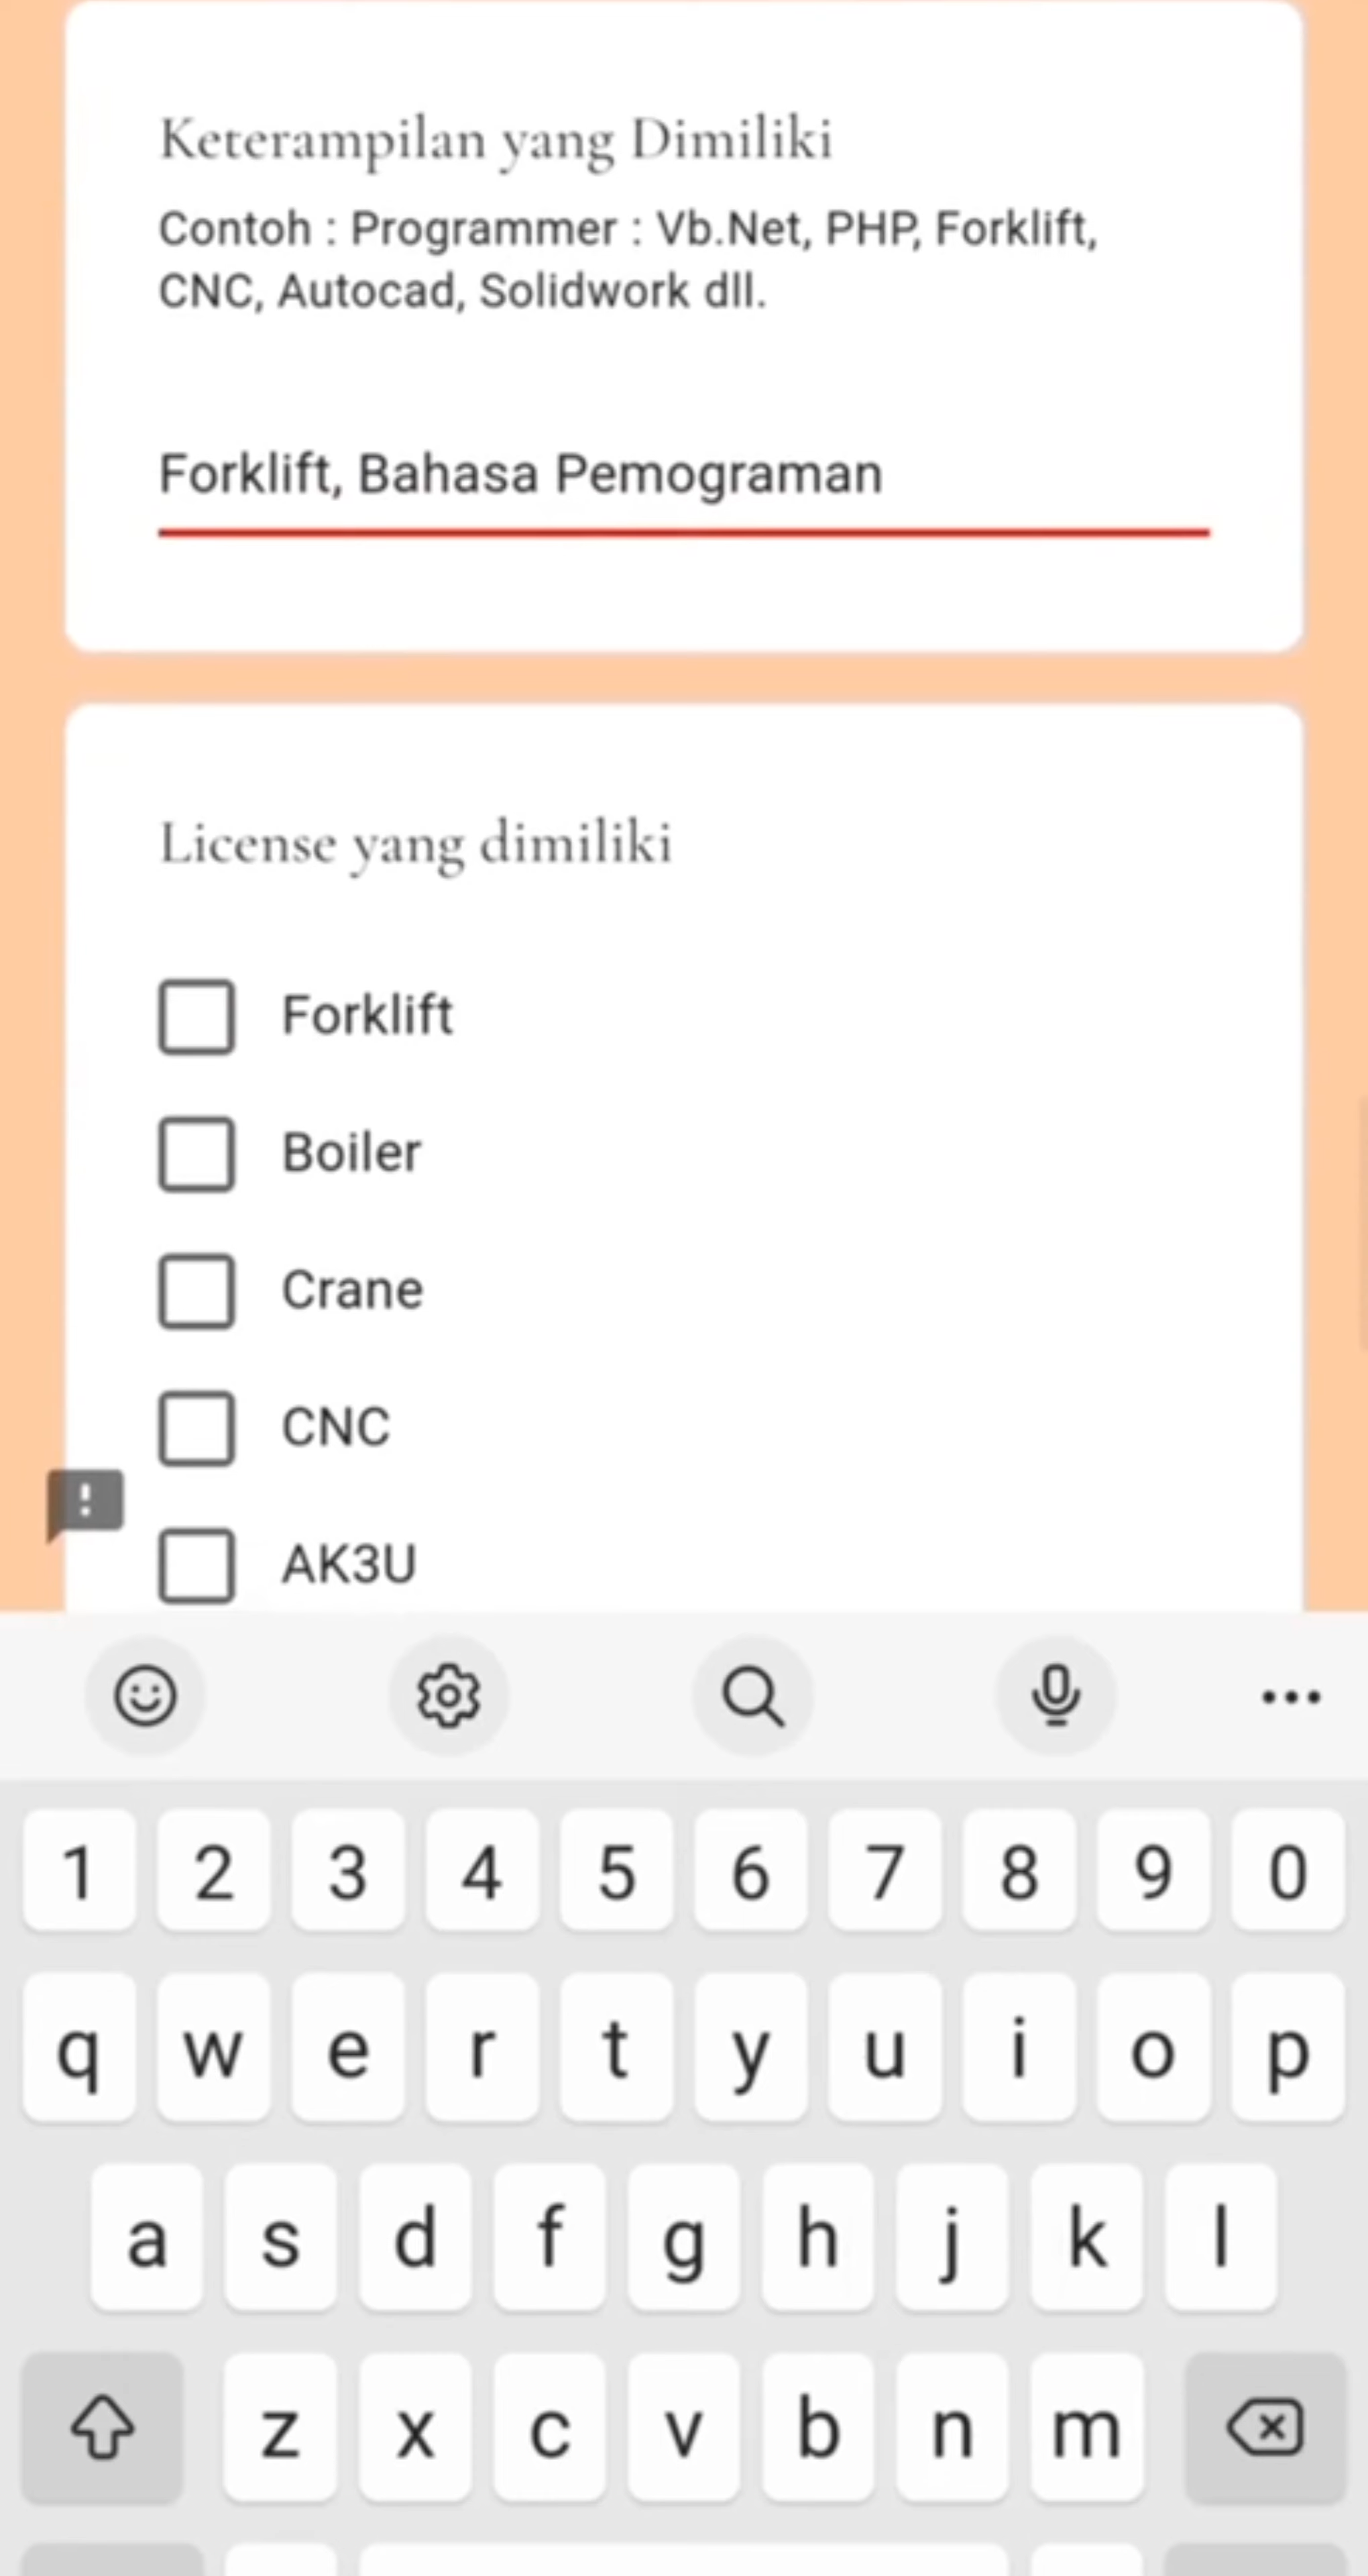 Keterampilan yang Dimiliki
Contoh : Programmer : Vb.Net, PHP, Forklift,
CNC, Autocad, Solidwork dll.
Forklift, Bahasa Pemograman
License yang dimiliki
Forklift
Boiler
Crane
CNC
AK3U
1 2 3 4 5 6 7 8 9 0
q w e r t y u i o p
a s d f g h j k l
z x c v b n m